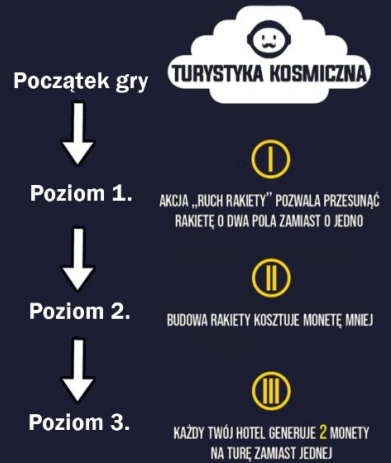 Początek gry
TURYSTYKA KOSMICZNA
I
Poziom 1.
AKCJA „RUCH RAKIETY” POZWALA PRZESUNĄĆ
RAKIETĘ O DWA POLA ZAMIAST O JEDNO
II
Poziom 2.
BUDOWA RAKIETY KOSZTUJE MONETĘ MNIEJ
III
Poziom 3.
KAŻDY TWÓJ HOTEL GENERUJE 2 MONETY
NA TURĘ ZAMIAST JEDNEJ